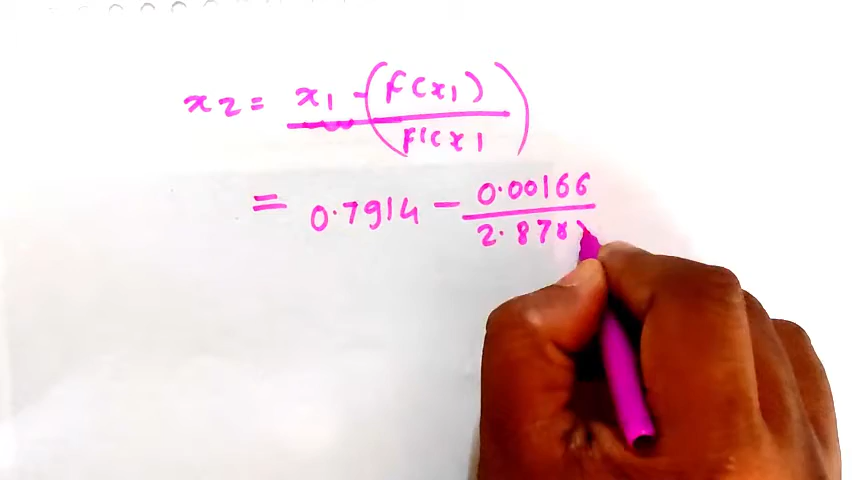 x2 = x1 - (f(x1) / f'(x1)
= 0.7914 - 0.00166 / 2.878